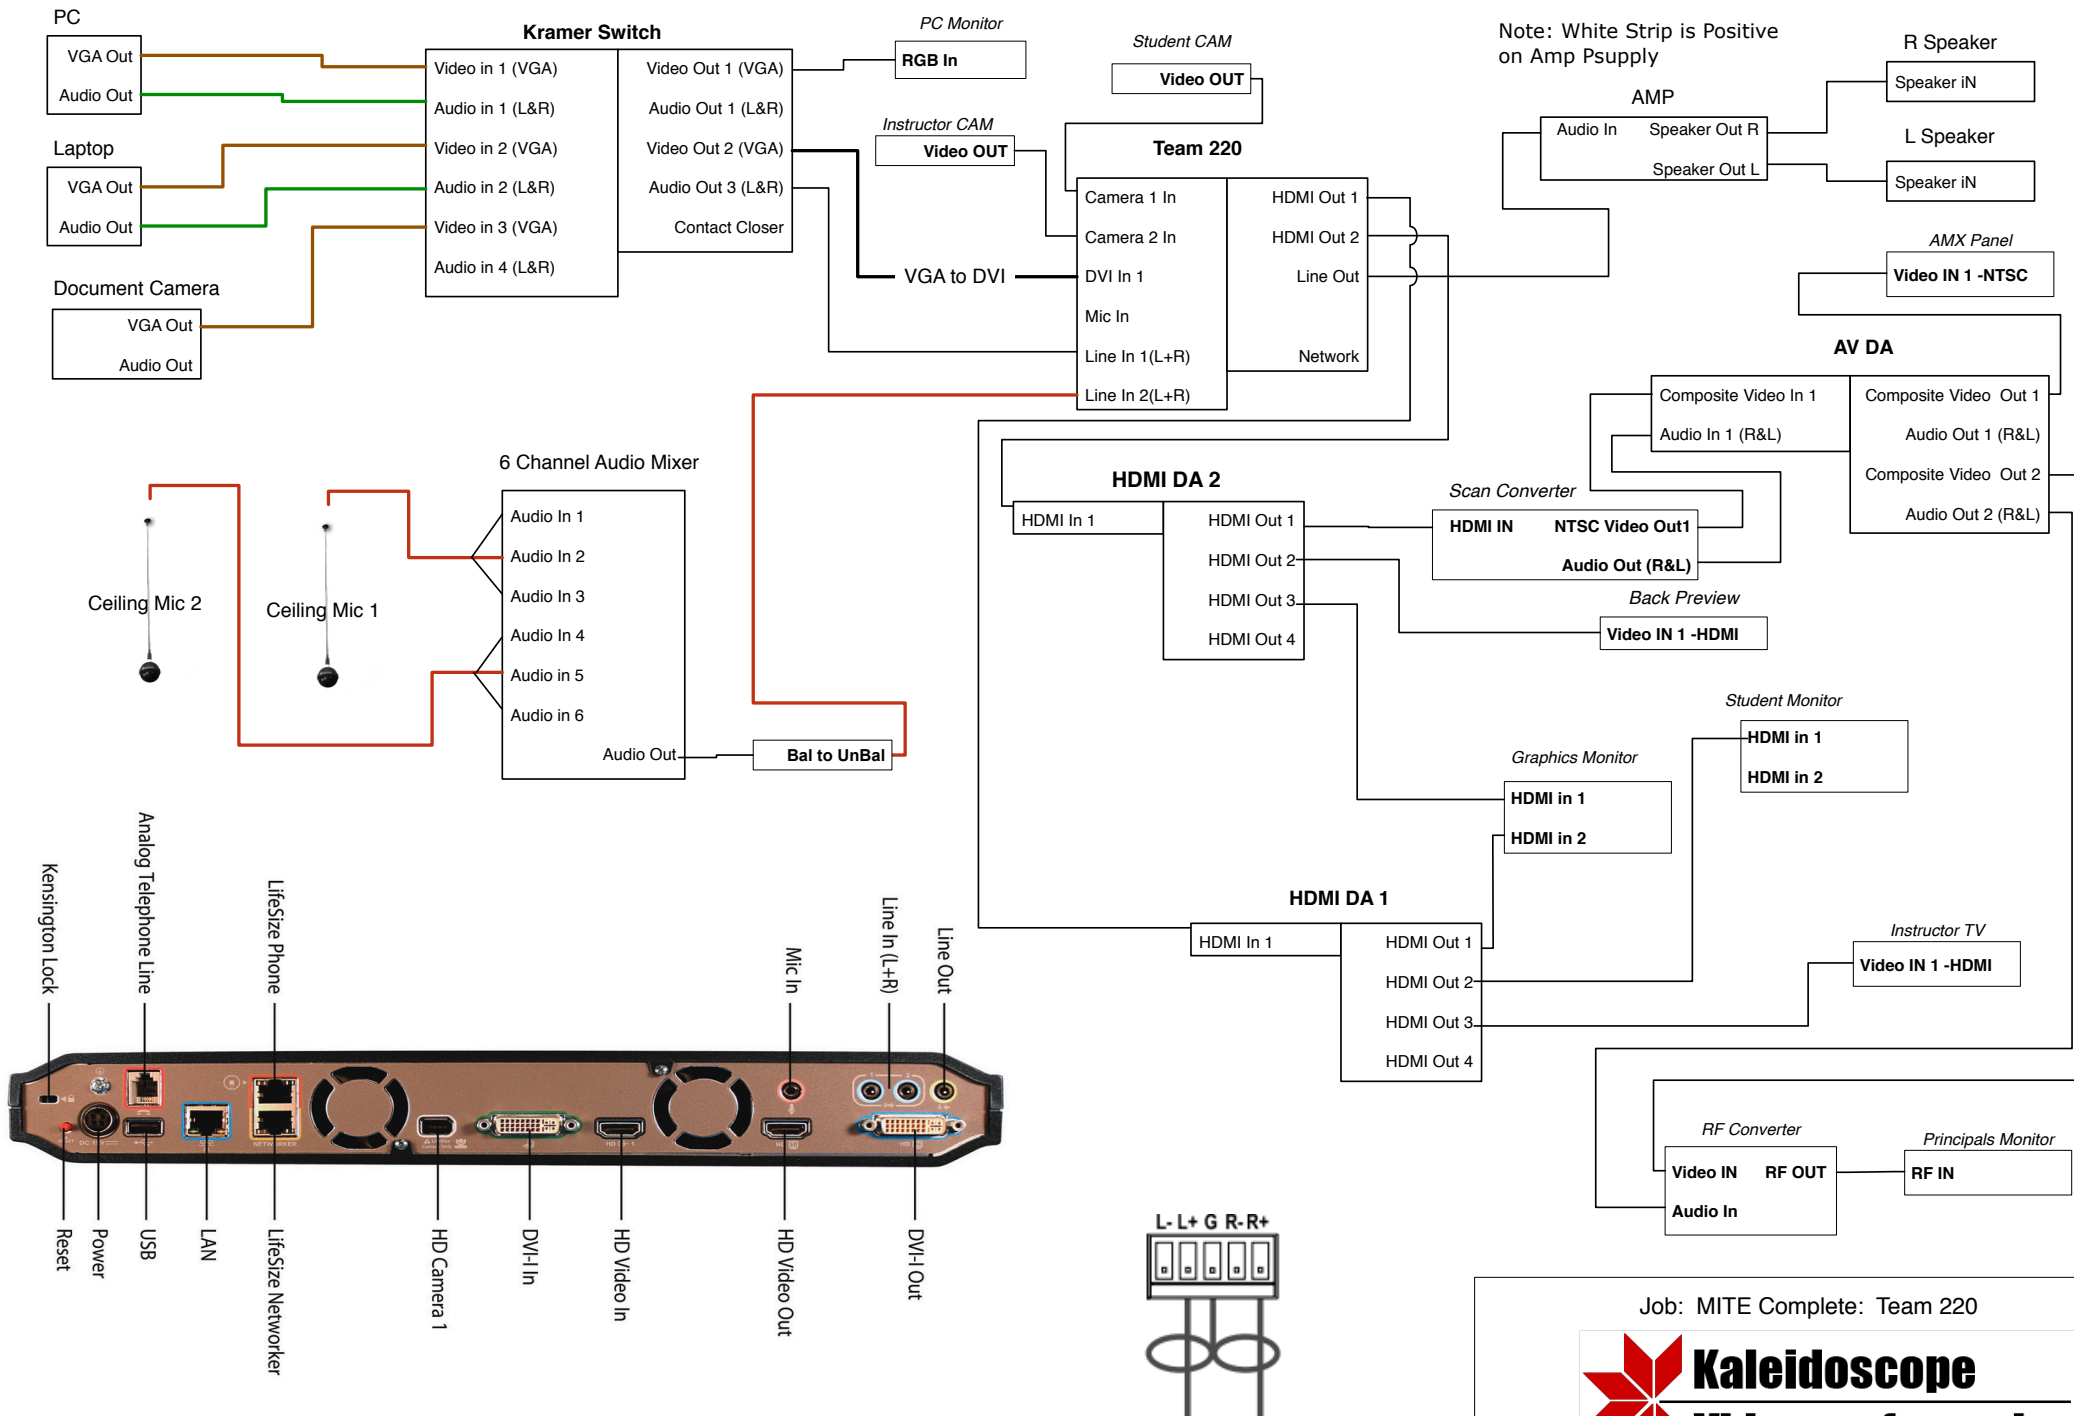 PC
VGA Out
Audio Out
Laptop
VGA Out
Audio Out
Document Camera
VGA Out
Audio Out
Kramer Switch
Video in 1 (VGA)
Audio in 1 (L&R)
Video in 2 (VGA)
Audio in 2 (L&R)
Video in 3 (VGA)
Audio in 4 (L&R)
Video Out 1 (VGA)
Audio Out 1 (L&R)
Video Out 2 (VGA)
Audio Out 3 (L&R)
Contact Closer
PC Monitor
RGB In
Student CAM
Video OUT
Instructor CAM
Video OUT
VGA to DVI
Team 220
Camera 1 In
Camera 2 In
DVI In 1
Mic In
Line In 1(L+R)
Line In 2(L+R)
HDMI Out 1
HDMI Out 2
Line Out
Network
Note: White Strip is Positive
on Amp Psupply
AMP
Audio In
Speaker Out R
Speaker Out L
R Speaker
Speaker iN
L Speaker
Speaker iN
AMX Panel
Video IN 1 -NTSC
AV DA
Composite Video In 1
Audio In 1 (R&L)
Composite Video Out 1
Audio Out 1 (R&L)
Composite Video Out 2
Audio Out 2 (R&L)
6 Channel Audio Mixer
Audio In 1
Audio In 2
Audio In 3
Audio In 4
Audio in 5
Audio in 6
Audio Out
Bal to UnBal
Ceiling Mic 2
Ceiling Mic 1
HDMI DA 2
HDMI In 1
HDMI Out 1
HDMI Out 2
HDMI Out 3
HDMI Out 4
Scan Converter
HDMI IN
NTSC Video Out1
Audio Out (R&L)
Back Preview
Video IN 1 -HDMI
Student Monitor
HDMI in 1
HDMI in 2
Graphics Monitor
HDMI in 1
HDMI in 2
HDMI DA 1
HDMI In 1
HDMI Out 1
HDMI Out 2
HDMI Out 3
HDMI Out 4
Instructor TV
Video IN 1 -HDMI
RF Converter
Video IN
RF OUT
Audio In
Principals Monitor
RF IN
Kensington Lock
Analog Telephone Line
LifeSize Phone
Mic In
Line In (L+R)
Line Out
Reset
Power
USB
LAN
LifeSize Networker
HD Camera 1
DVI-I In
HD Video In
HD Video Out
DVI-I Out
L- L+ G R- R+
Job: MITE Complete: Team 220
Kaleidoscope